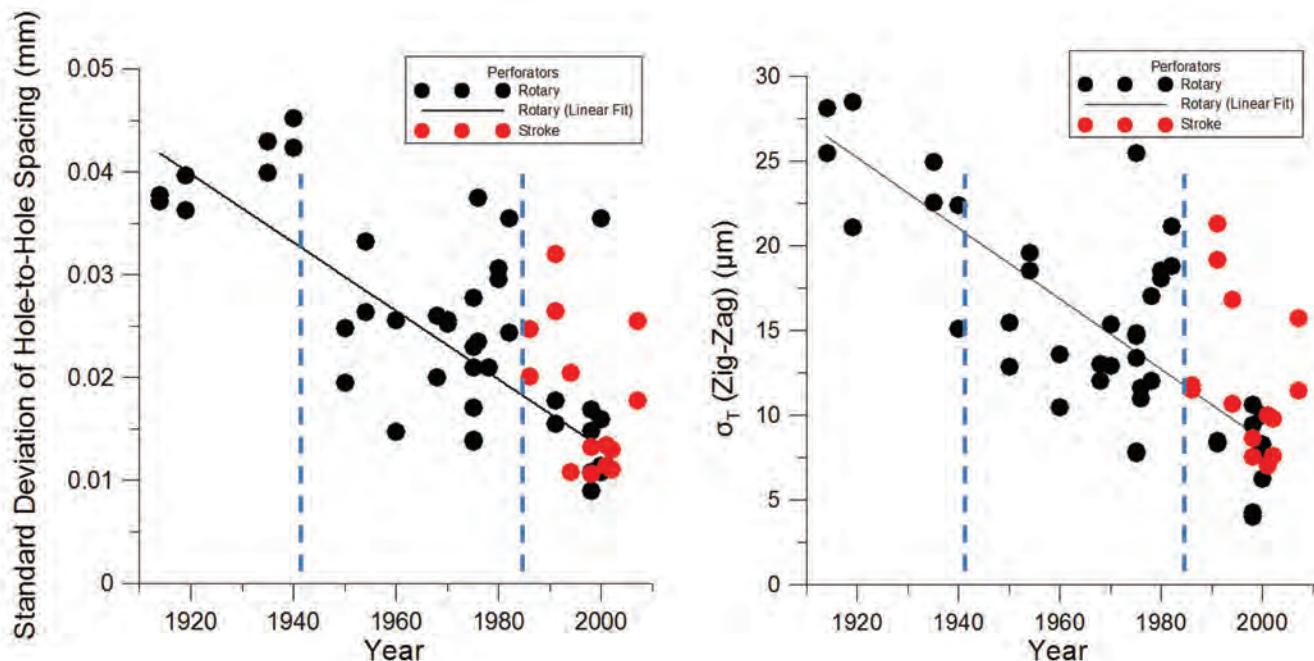 Standard Deviation of Hole-to-Hole Spacing (mm)
0.05
0.04
0.03
0.02
0.01
0
1920
1940
1960
1980
2000
Year
Perforators
Rotary
Rotary (Linear Fit)
Stroke
σT (Zig-Zag) (μm)
30
25
20
15
10
5
0
1920
1940
1960
1980
2000
Year
Perforators
Rotary
Rotary (Linear Fit)
Stroke